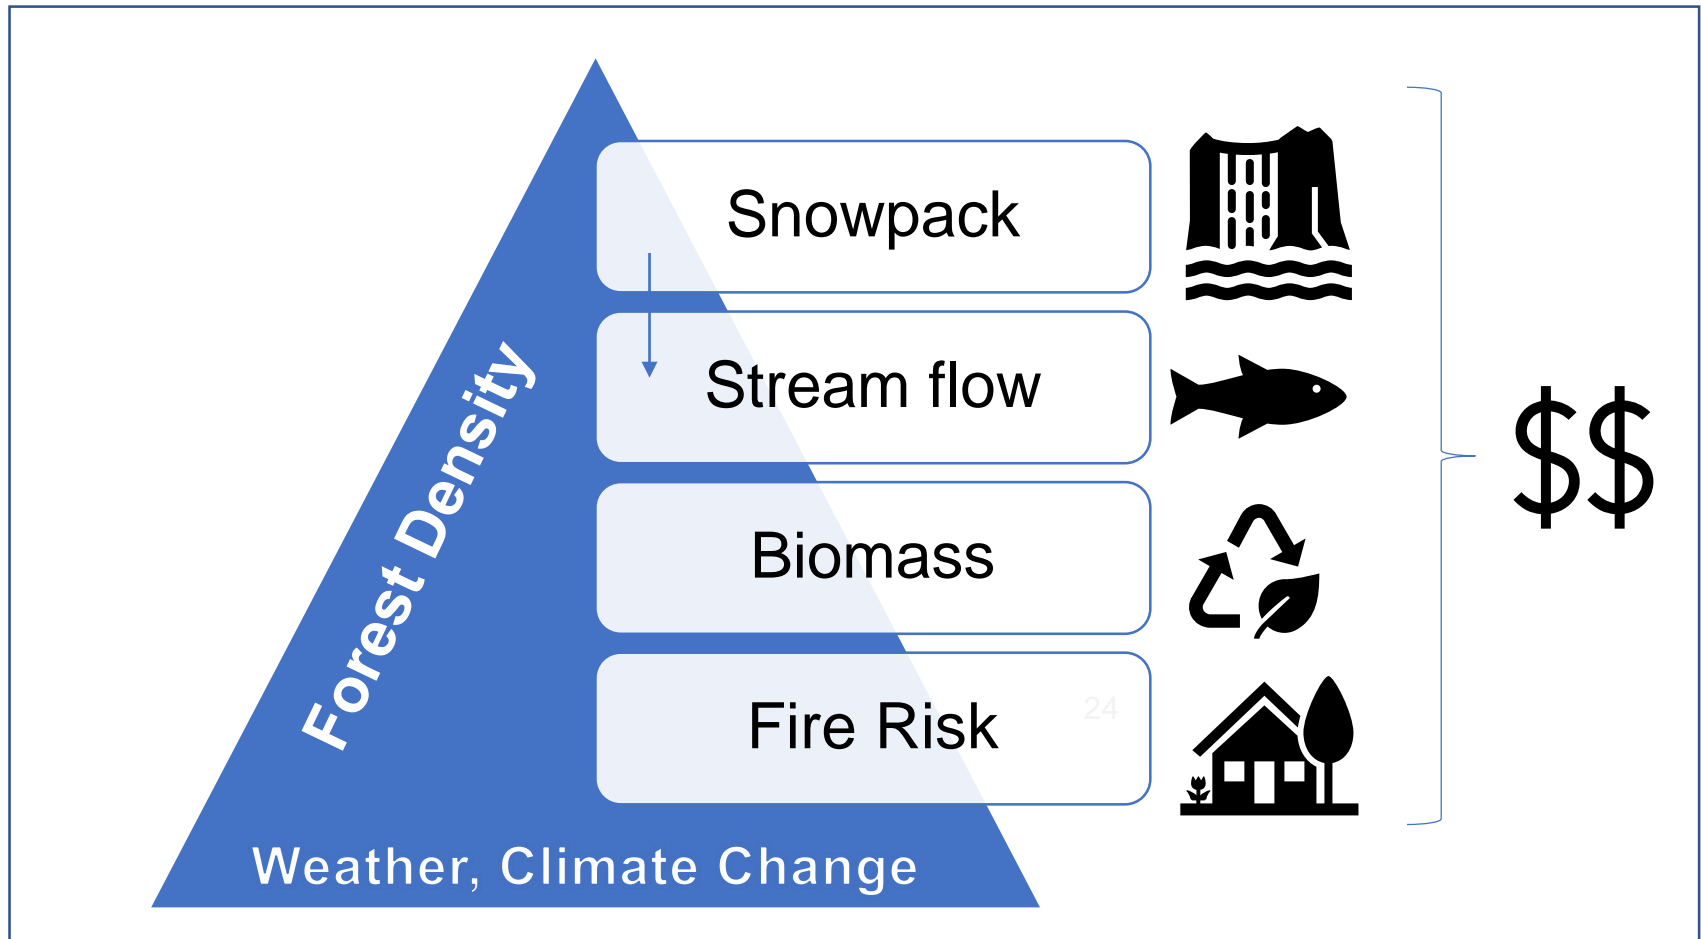 Snowpack
Stream flow
Biomass
Fire Risk
24
Forest Density
Weather, Climate Change
$$